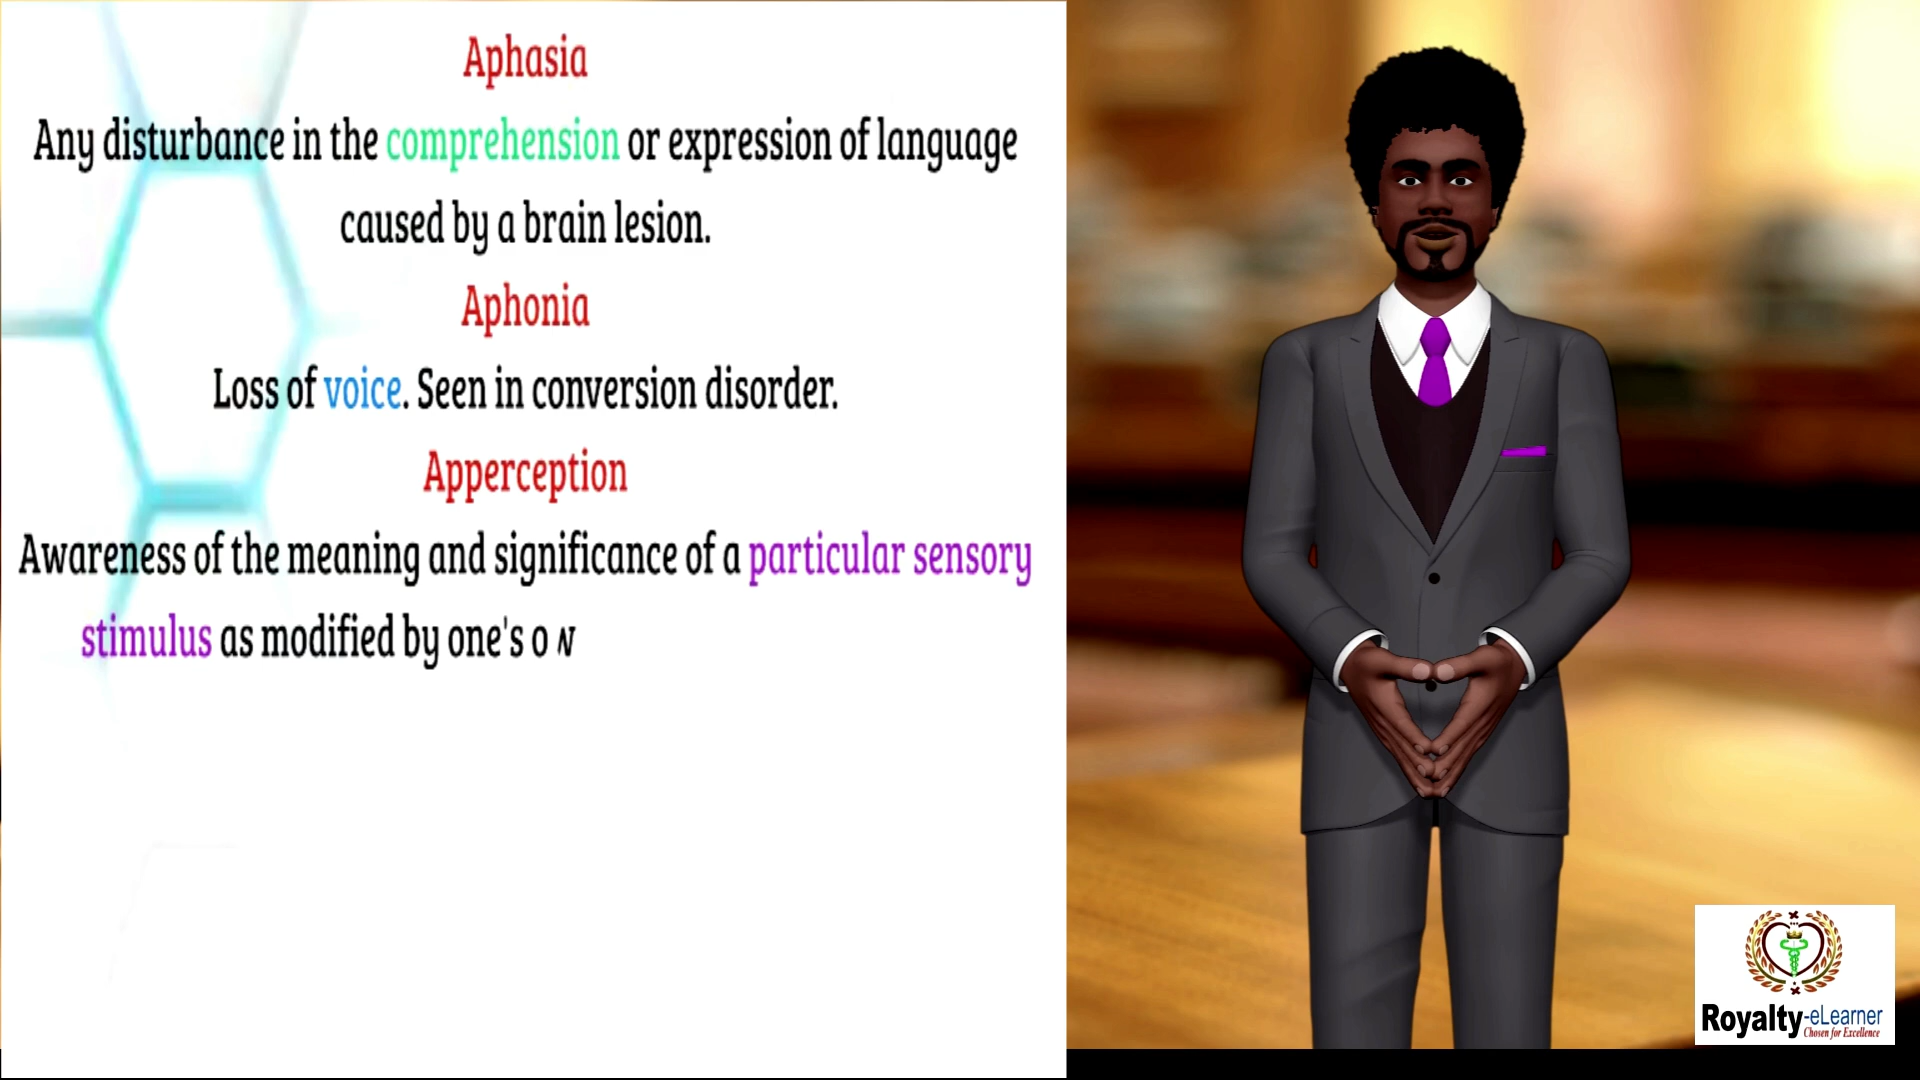 Aphasia
Any disturbance in the comprehension or expression of language
caused by a brain lesion.
Aphonia
Loss of voice. Seen in conversion disorder.
Apperception
Awareness of the meaning and significance of a particular sensory
stimulus as modified by one's o N
Royalty-eLearner
Chosen for Excellence